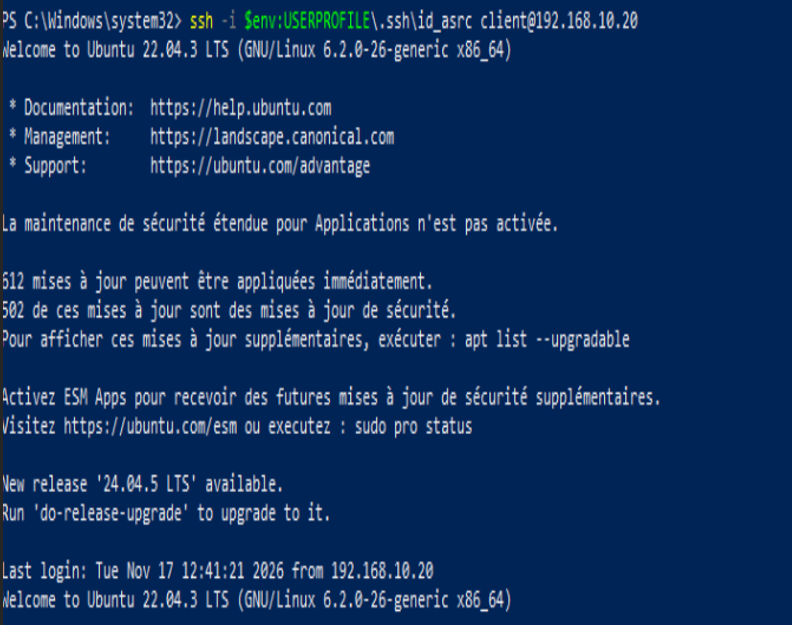 PS C:\Windows\system32> ssh -i $env:USERPROFILE\.ssh\id_asrc client@192.168.10.20
Welcome to Ubuntu 22.04.3 LTS (GNU/Linux 6.2.0-26-generic x86_64)
* Documentation: https://help.ubuntu.com
* Management: https://landscape.canonical.com
* Support: https://ubuntu.com/advantage
La maintenance de sécurité étendue pour Applications n'est pas activée.
612 mises à jour peuvent être appliquées immédiatement.
502 de ces mises à jour sont des mises à jour de sécurité.
Pour afficher ces mises à jour supplémentaires, exécuter : apt list --upgradable
Activez ESM Apps pour recevoir des futures mises à jour de sécurité supplémentaires.
Visitez https://ubuntu.com/esm ou executez : sudo pro status
New release '24.04.5 LTS' available.
Run 'do-release-upgrade' to upgrade to it.
Last login: Tue Nov 17 12:41:21 2026 from 192.168.10.20
Welcome to Ubuntu 22.04.3 LTS (GNU/Linux 6.2.0-26-generic x86_64)